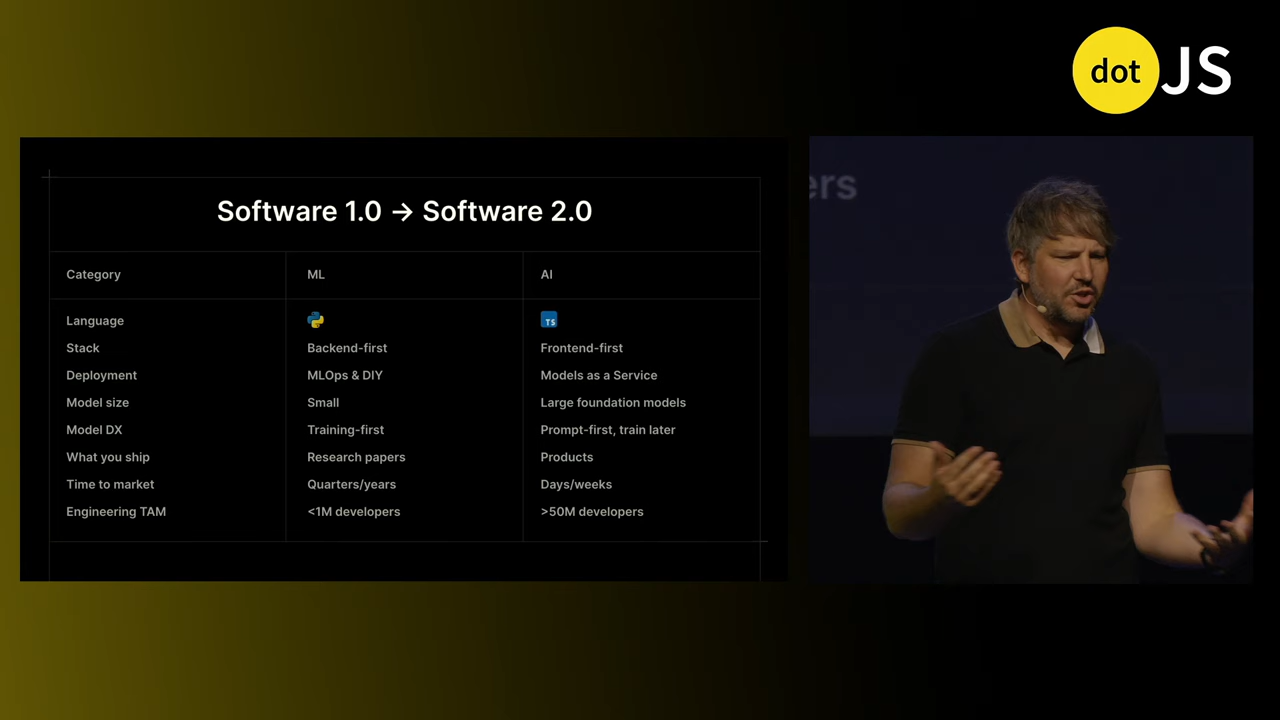 dot JS
Software 1.0 → Software 2.0
Category ML AI
Language TS
Stack Backend-first Frontend-first
Deployment MLOps & DIY Models as a Service
Model size Small Large foundation models
Model DX Training-first Prompt-first, train later
What you ship Research papers Products
Time to market Quarters/years Days/weeks
Engineering TAM <1M developers >50M developers
ers